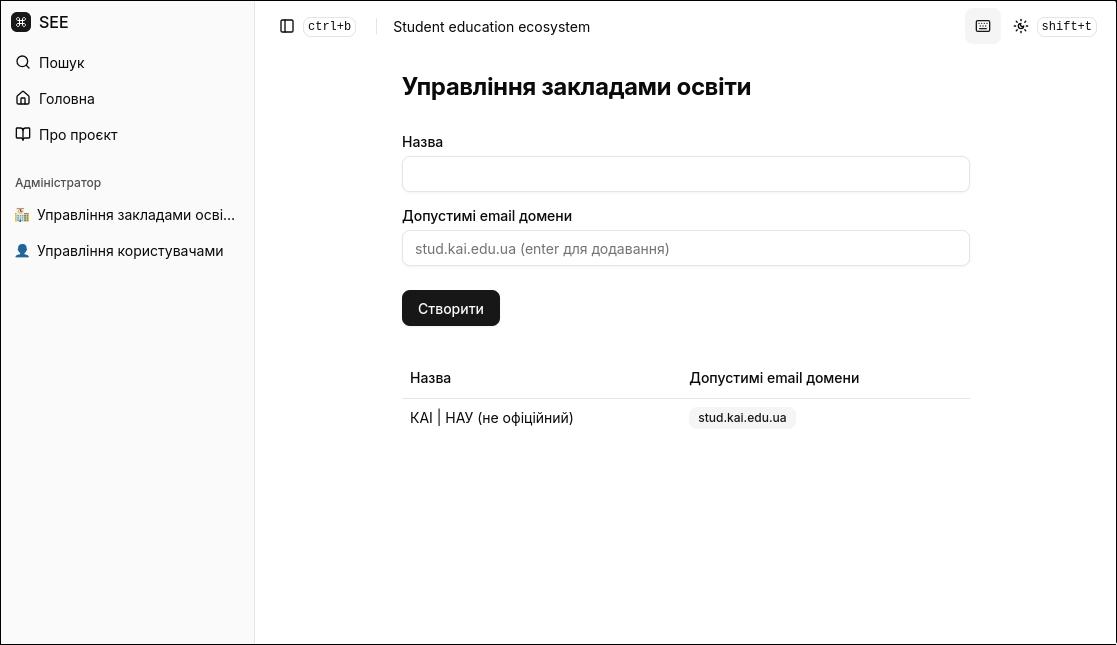 SEE
Пошук
Головна
Про проєкт
Адміністратор
Управління закладами осві...
Управління користувачами
ctrl+b
Student education ecosystem
shift+t
Управління закладами освіти
Назва
Допустимі email домени
stud.kai.edu.ua (enter для додавання)
Створити
Назва
Допустимі email домени
КАІ | НАУ (не офіційний)
stud.kai.edu.ua